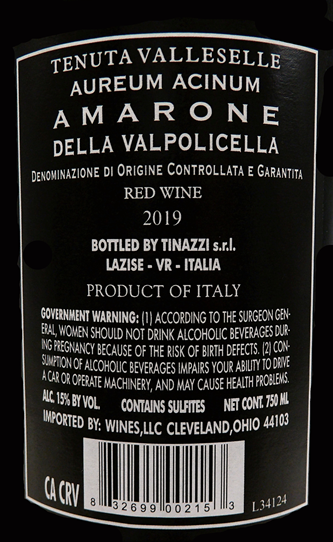 TENUTA VALLESELLE
AUREUM ACINUM
AMARONE
DELLA VALPOLICELLA
DENOMINAZIONE DI ORIGINE CONTROLLATA E GARANTITA
RED WINE
2019
BOTTLED BY TINAZZI s.r.l.
LAZISE - VR - ITALIA
PRODUCT OF ITALY
GOVERNMENT WARNING: (1) ACCORDING TO THE SURGEON GEN-
ERAL, WOMEN SHOULD NOT DRINK ALCOHOLIC BEVERAGES DUR-
ING PREGNANCY BECAUSE OF THE RISK OF BIRTH DEFECTS. (2) CON-
SUMPTION OF ALCOHOLIC BEVERAGES IMPAIRS YOUR ABILITY TO DRIVE
A CAR OR OPERATE MACHINERY, AND MAY CAUSE HEALTH PROBLEMS.
ALC. 15% BY VOL. CONTAINS SULFITES NET CONT. 750 ML
IMPORTED BY: WINES,LLC CLEVELAND,OHIO 44103
CA CRV
8 32699 00215 3
L34124